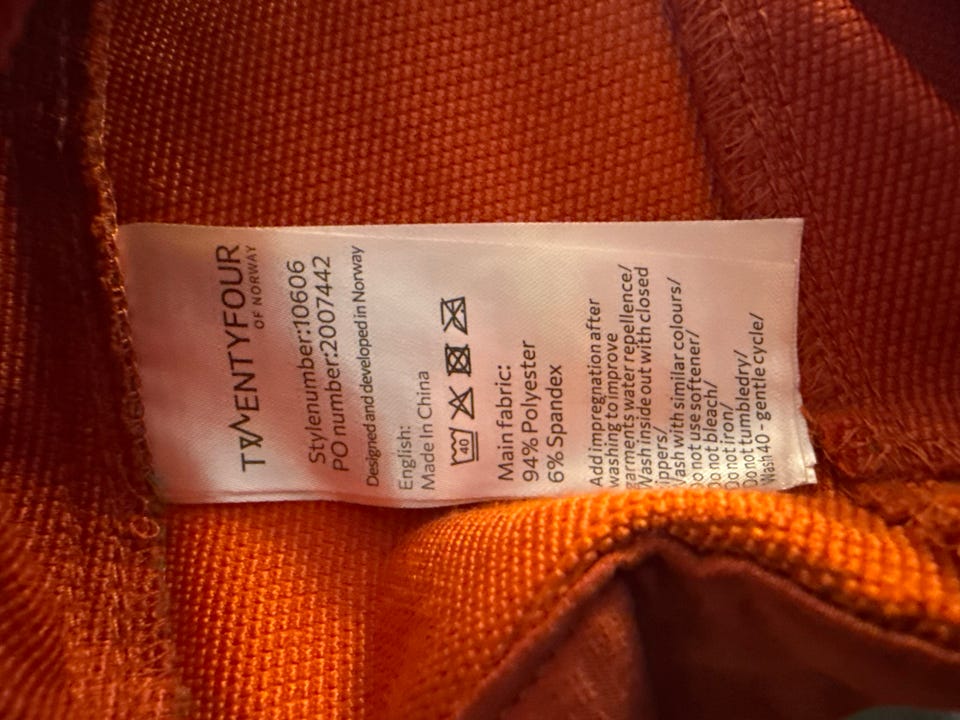 TWENTYFOUR
OF NORWAY
Stylenumber:10606
PO number:2007442
Designed and developed in Norway
English:
Made In China
40
Main fabric:
94% Polyester
6% Spandex
Add impregnation after
washing to improve
garments water repellence/
Wash inside out with closed
ippers/
Wash with similar colours/
Do not use softener/
Do not bleach/
Do not iron/
Do not tumbledry/
Wash 40 - gentle cycle/